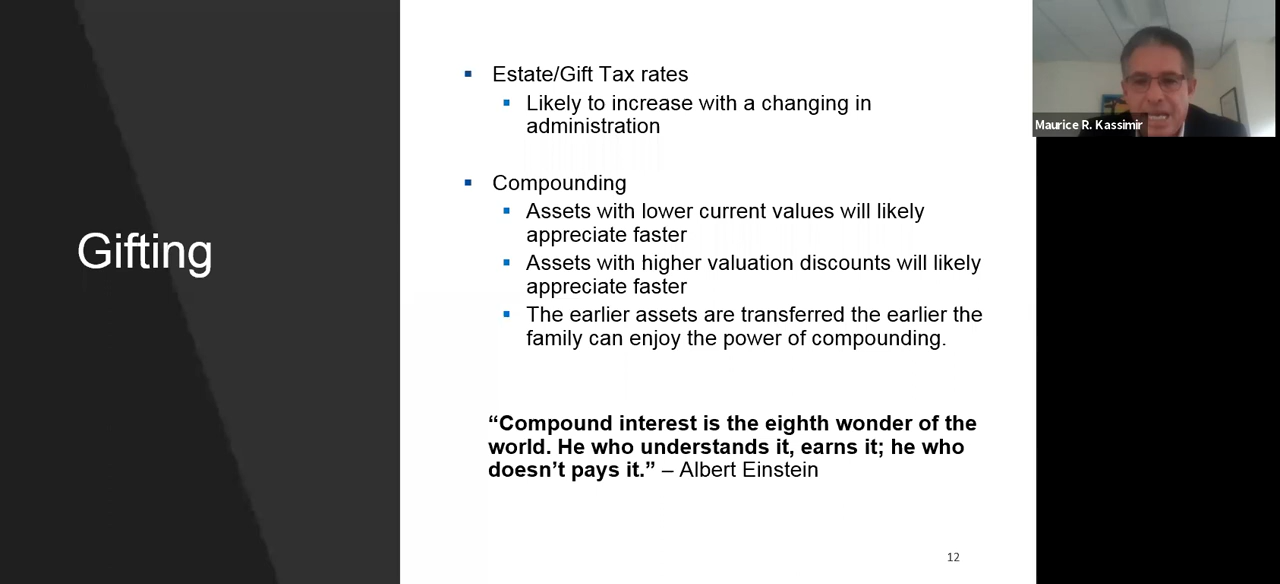 Gifting
Estate/Gift Tax rates
Likely to increase with a changing in
administration
Compounding
Assets with lower current values will likely
appreciate faster
Assets with higher valuation discounts will likely
appreciate faster
The earlier assets are transferred the earlier the
family can enjoy the power of compounding.
“Compound interest is the eighth wonder of the
world. He who understands it, earns it; he who
doesn’t pays it.” – Albert Einstein
12
Maurice R. Kassimir